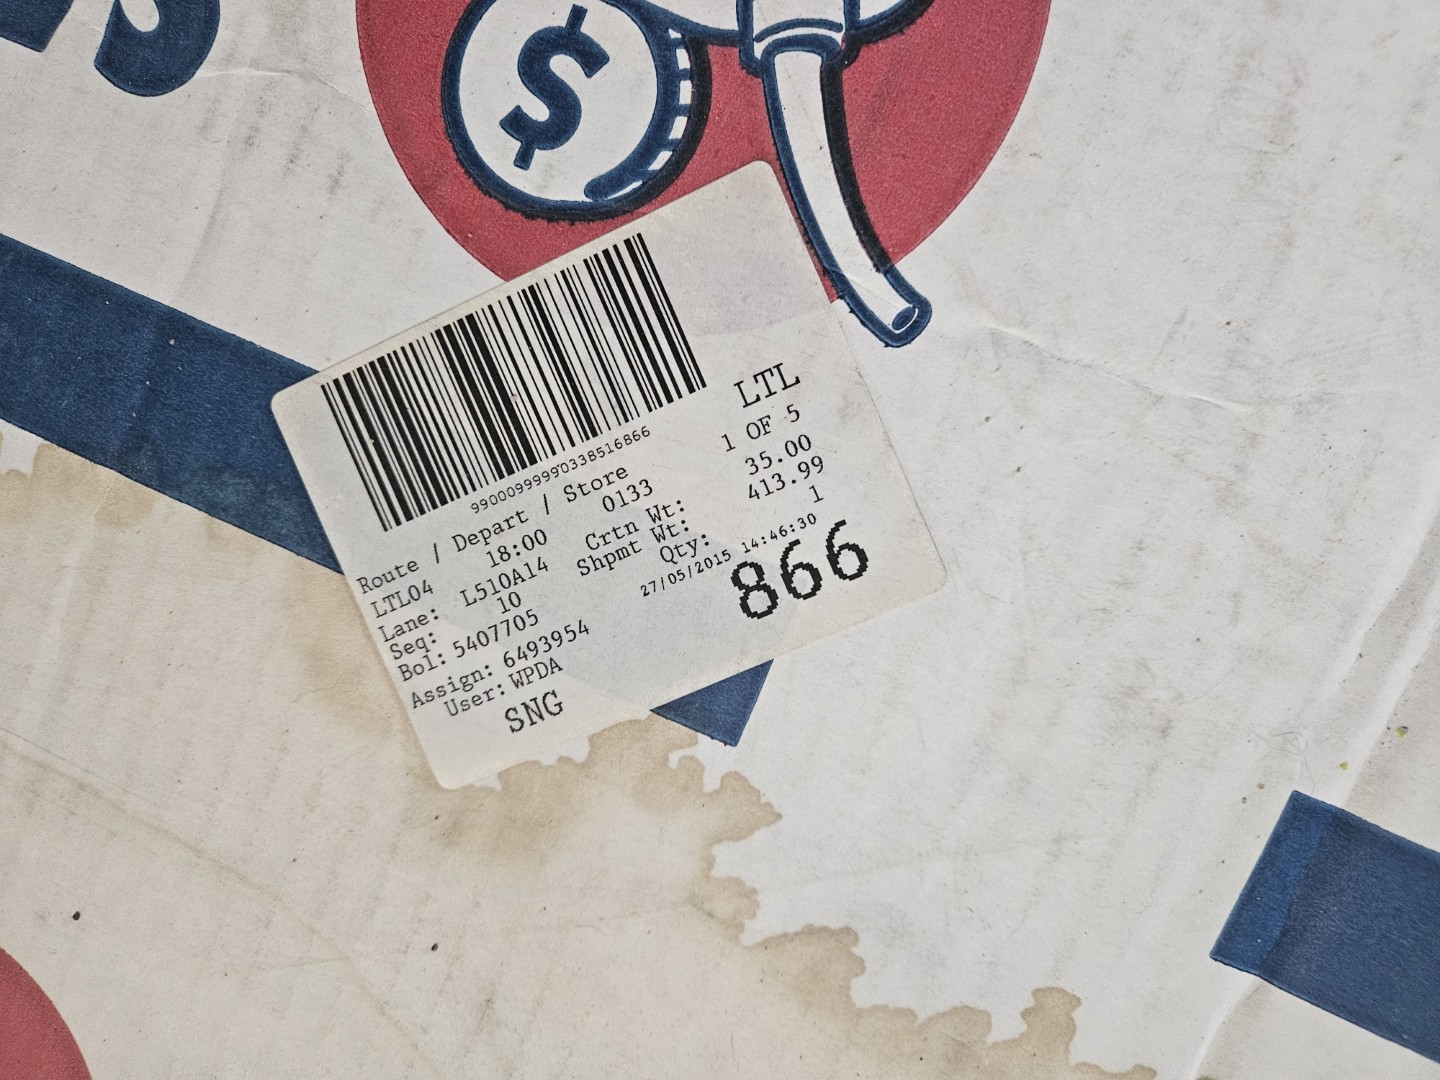 $
99000999990338516866
LTL
Route / Depart / Store
1 OF 5
LTL04 18:00 0133
Crtn Wt: 35.00
Lane: L510A14
Shpmt Wt: 413.99
Seq: 10
Qty: 1
Bol: 5407705
27/05/2015 14:46:30
Assign: 6493954
866
User: WPDA
SNG